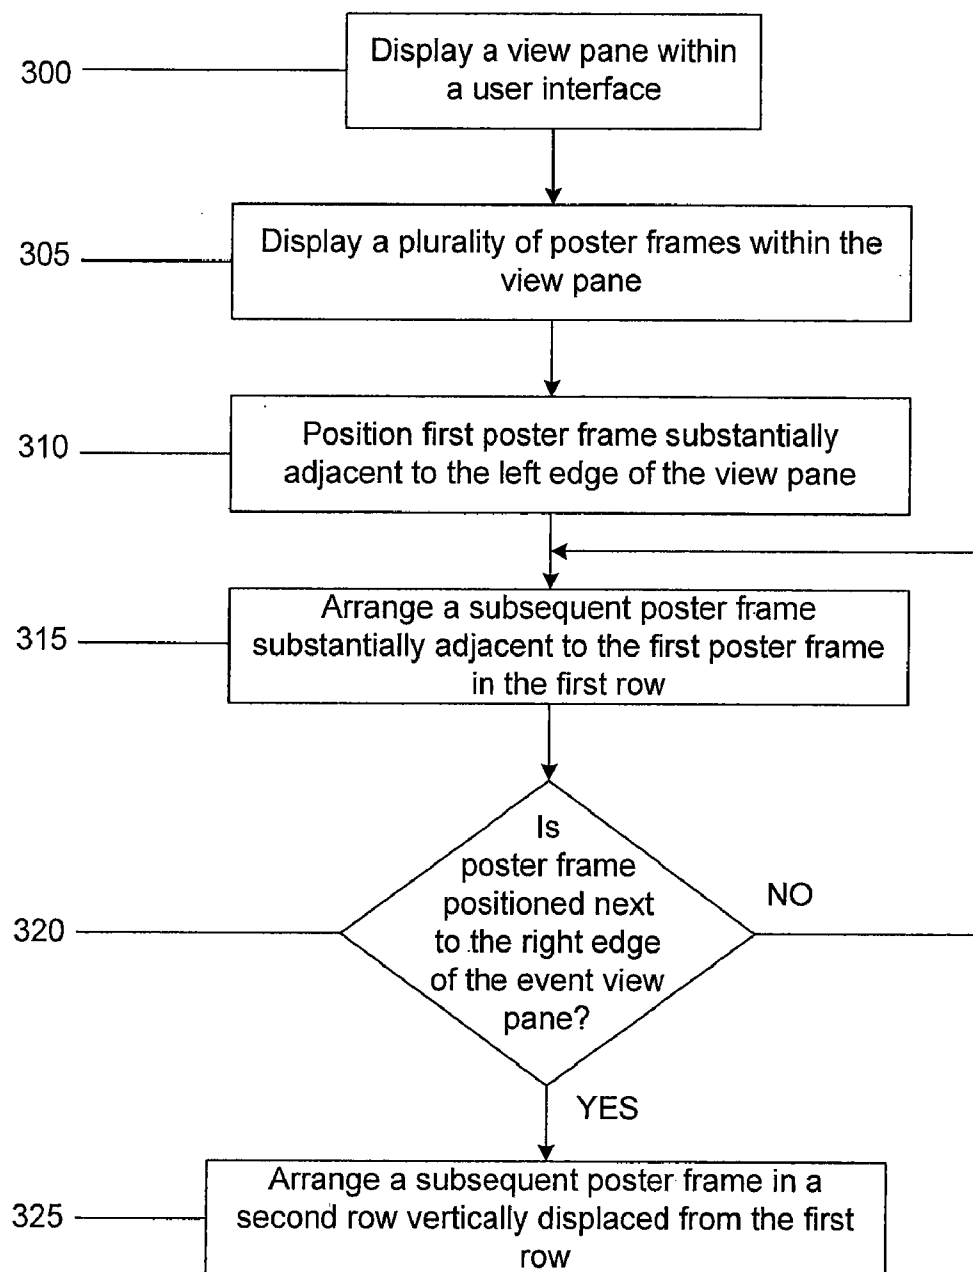 300
Display a view pane within
a user interface
305
Display a plurality of poster frames within the
view pane
310
Position first poster frame substantially
adjacent to the left edge of the view pane
315
Arrange a subsequent poster frame
substantially adjacent to the first poster frame
in the first row
320
Is
poster frame
positioned next
to the right edge
of the event view
pane?
NO
YES
325
Arrange a subsequent poster frame in a
second row vertically displaced from the first
row